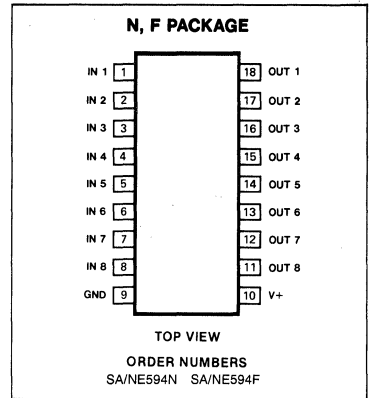 N, F PACKAGE
IN 1 1 18 OUT 1
IN 2 2 17 OUT 2
IN 3 3 16 OUT 3
IN 4 4 15 OUT 4
IN 5 5 14 OUT 5
IN 6 6 13 OUT 6
IN 7 7 12 OUT 7
IN 8 8 11 OUT 8
GND 9 10 V+
TOP VIEW
ORDER NUMBERS
SA/NE594N SA/NE594F